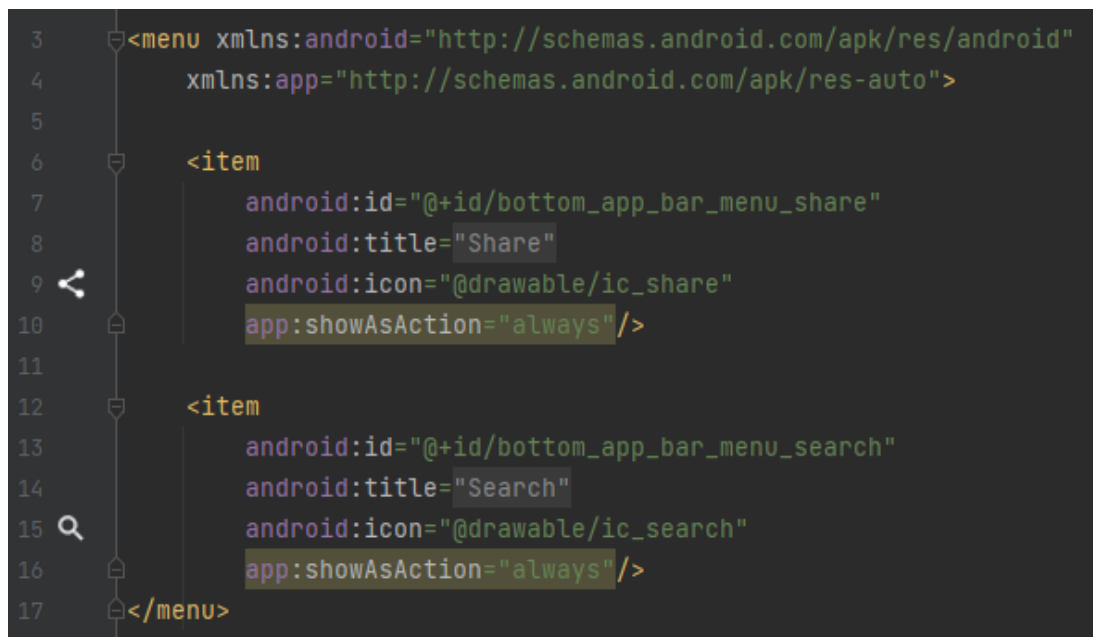 3 <menu xmlns:android="http://schemas.android.com/apk/res/android"
4 xmlns:app="http://schemas.android.com/apk/res-auto">
5
6 <item
7 android:id="@+id/bottom_app_bar_menu_share"
8 android:title="Share"
9 android:icon="@drawable/ic_share"
10 app:showAsAction="always"/>
11
12 <item
13 android:id="@+id/bottom_app_bar_menu_search"
14 android:title="Search"
15 android:icon="@drawable/ic_search"
16 app:showAsAction="always"/>
17 </menu>